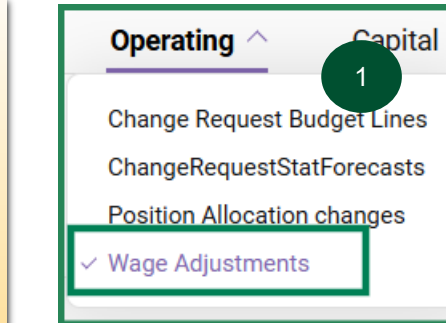 Operating Capital
1
Change Request Budget Lines
ChangeRequestStatForecasts
Position Allocation changes
Wage Adjustments